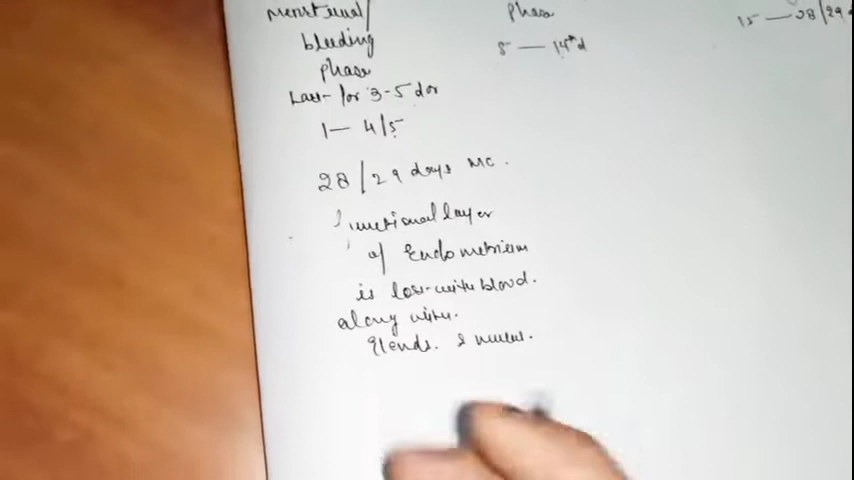 Menstrual/
bleeding
phase
Last for 3-5 d or
1 — 4/5
28/29 days MC.
Functional layer
of Endometrium
is lost with blood.
along with.
glands. & mucus.
Phase
5 — 14th d
15 — 28/29 d